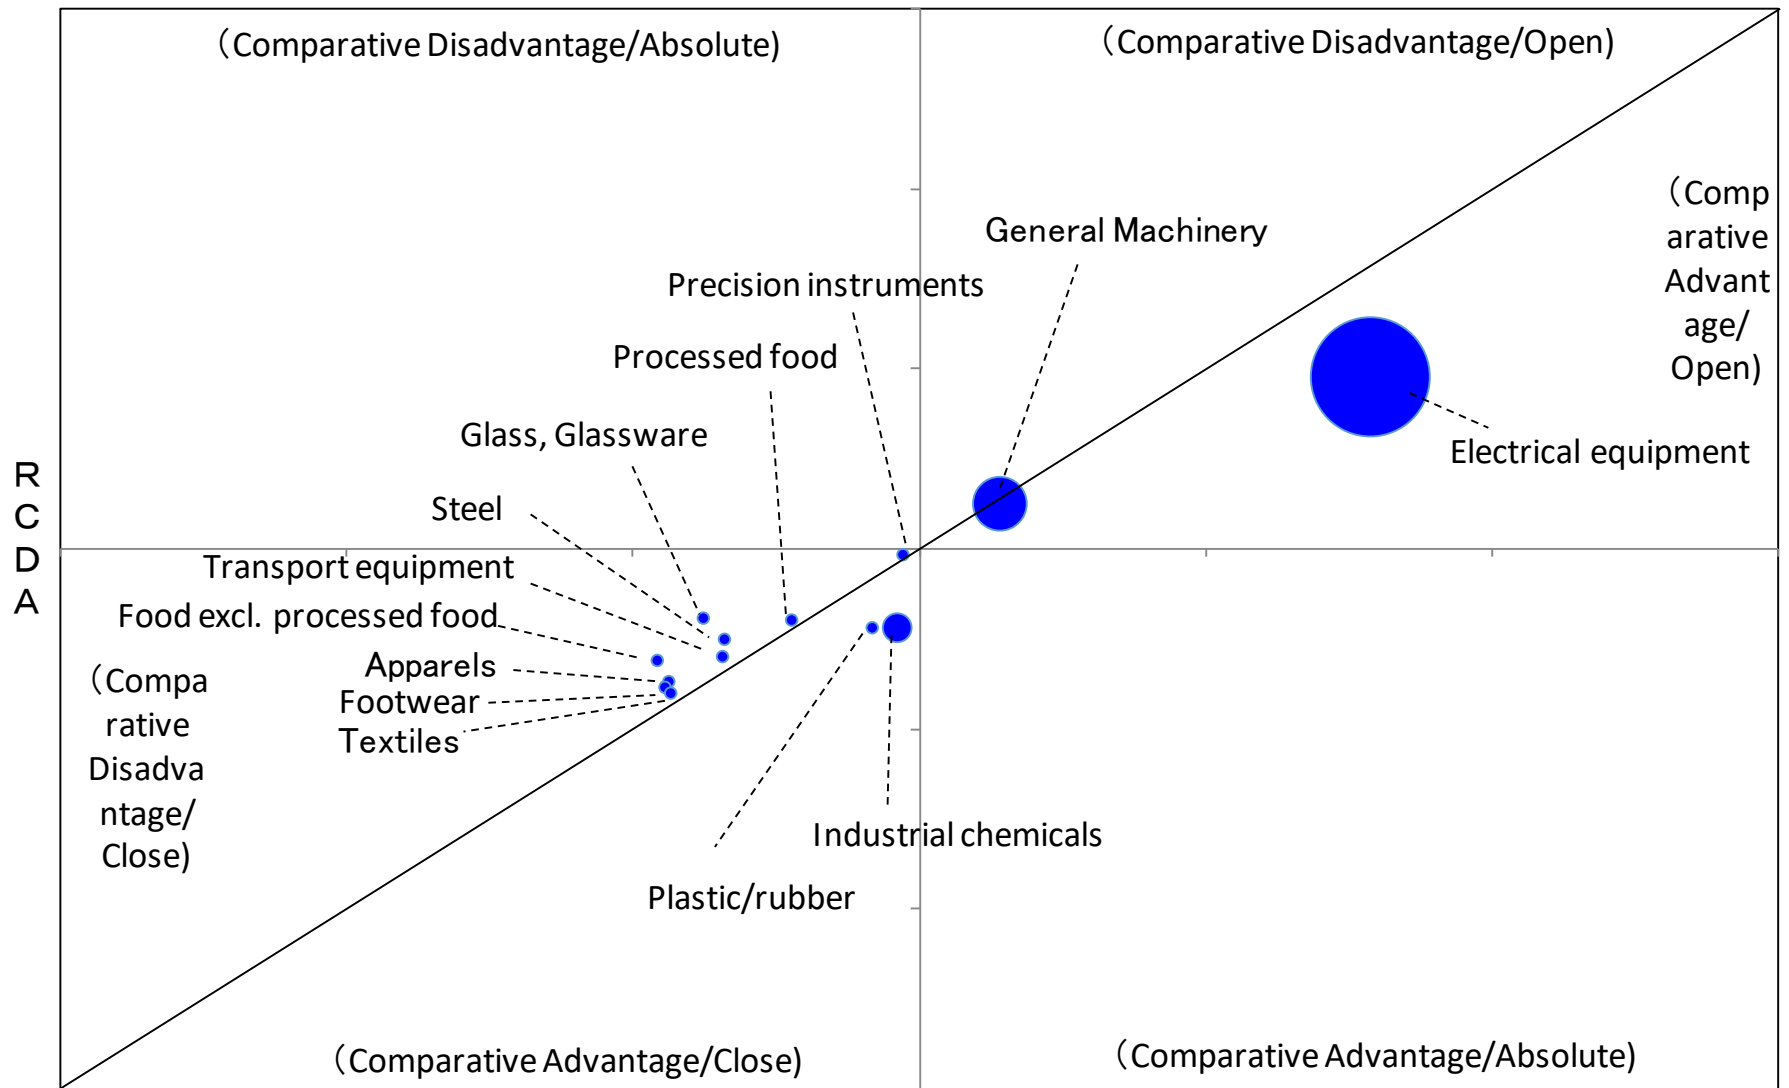 （Comparative Disadvantage/Absolute)
（Comparative Disadvantage/Open)
（Comp
arative
Advant
age/
Open)
General Machinery
Precision instruments
Processed food
Glass, Glassware
Electrical equipment
Steel
R
C
D
A
Transport equipment
Food excl. processed food
Apparels
Footwear
Textiles
（Compa
rative
Disadva
ntage/
Close)
Industrial chemicals
Plastic/rubber
（Comparative Advantage/Close)
（Comparative Advantage/Absolute)